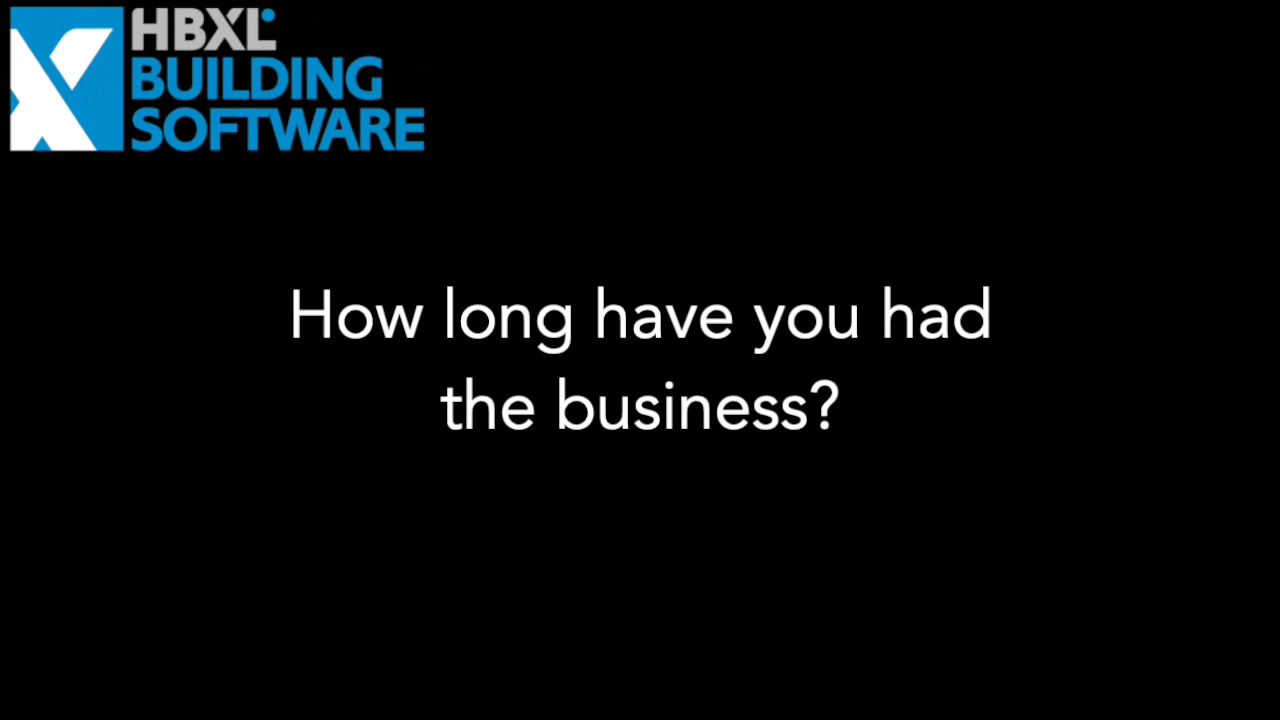 HBXL
BUILDING
SOFTWARE
How long have you had
the business?